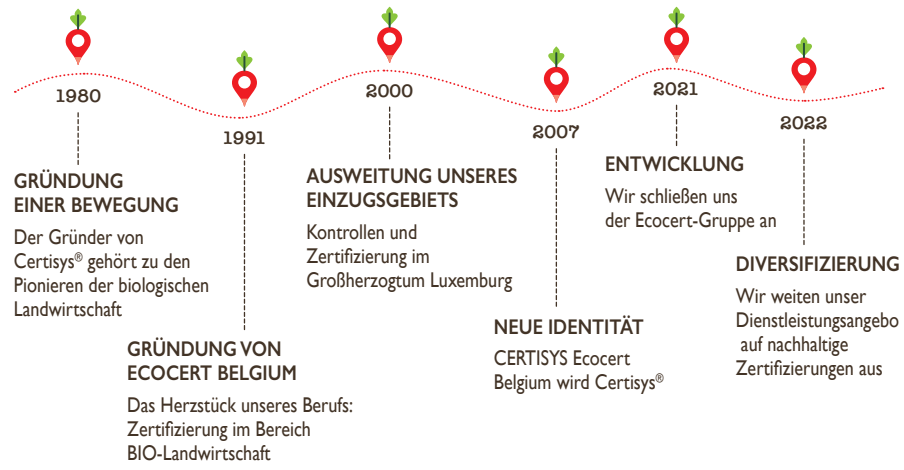 1980
GRÜNDUNG
EINER BEWEGUNG
Der Gründer von
Certisys® gehört zu den
Pionieren der biologischen
Landwirtschaft
1991
GRÜNDUNG VON
ECOCERT BELGIUM
Das Herzstück unseres Berufs:
Zertifizierung im Bereich
BIO-Landwirtschaft
2000
AUSWEITUNG UNSERES
EINZUGSGEBIETS
Kontrollen und
Zertifizierung im
Großherzogtum Luxemburg
2007
NEUE IDENTITÄT
CERTISYS Ecocert
Belgium wird Certisys®
2021
ENTWICKLUNG
Wir schließen uns
der Ecocert-Gruppe an
2022
DIVERSIFIZIERUNG
Wir weiten unser
Dienstleistungsangebo
auf nachhaltige
Zertifizierungen aus